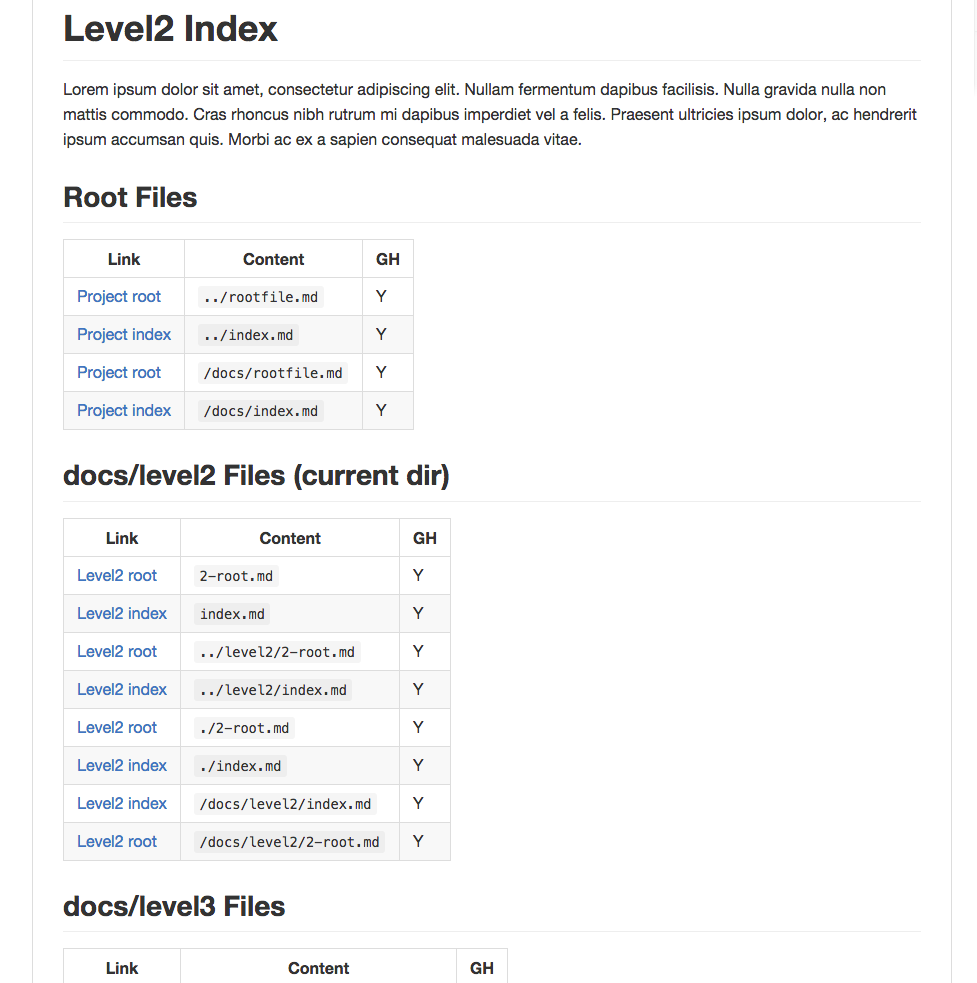 Level2 Index
Lorem ipsum dolor sit amet, consectetur adipiscing elit. Nullam fermentum dapibus facilisis. Nulla gravida nulla non
mattis commodo. Cras rhoncus nibh rutrum mi dapibus imperdiet vel a felis. Praesent ultricies ipsum dolor, ac hendrerit
ipsum accumsan quis. Morbi ac ex a sapien consequat malesuada vitae.
Root Files
Link Content GH
Project root ../rootfile.md Y
Project index ../index.md Y
Project root /docs/rootfile.md Y
Project index /docs/index.md Y
docs/level2 Files (current dir)
Link Content GH
Level2 root 2-root.md Y
Level2 index index.md Y
Level2 root ../level2/2-root.md Y
Level2 index ../level2/index.md Y
Level2 root ./2-root.md Y
Level2 index ./index.md Y
Level2 index /docs/level2/index.md Y
Level2 root /docs/level2/2-root.md Y
docs/level3 Files
Link Content GH